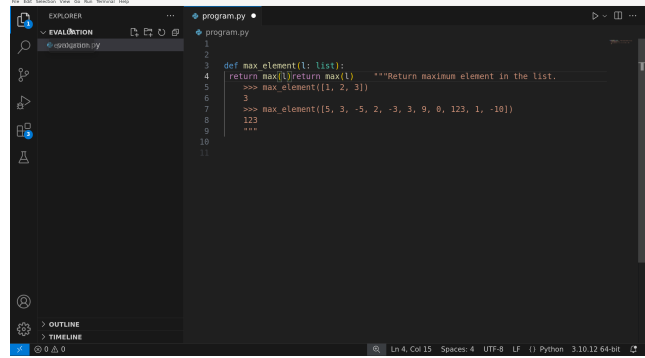 File Edit Selection View Go Run Terminal Help
EXPLORER ···
program.py
EVALUATION
program.py
program.py
1
2
3 def max_element(l: list):
4 return max(l)return max(l) """Return maximum element in the list.
5 >>> max_element([1, 2, 3])
6 3
7 >>> max_element([5, 3, -5, 2, -3, 3, 9, 0, 123, 1, -10])
8 123
9 """
10
11
OUTLINE
TIMELINE
0 0 Ln 4, Col 15 Spaces: 4 UTF-8 LF () Python 3.10.12 64-bit